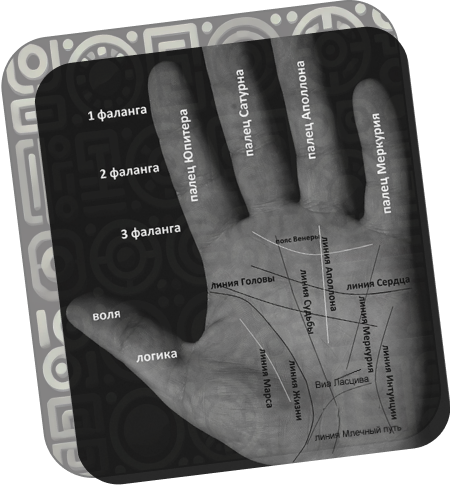 1 фаланга
2 фаланга
3 фаланга
палец Юпитера
палец Сатурна
палец Аполлона
палец Меркурия
воля
логика
пояс Венеры
линия Головы
линия Сердца
линия Судьбы
линия Аполлона
линия Меркурия
линия Марса
линия Жизни
Виа Ласцива
линия Интуиции
линия Млечный путь